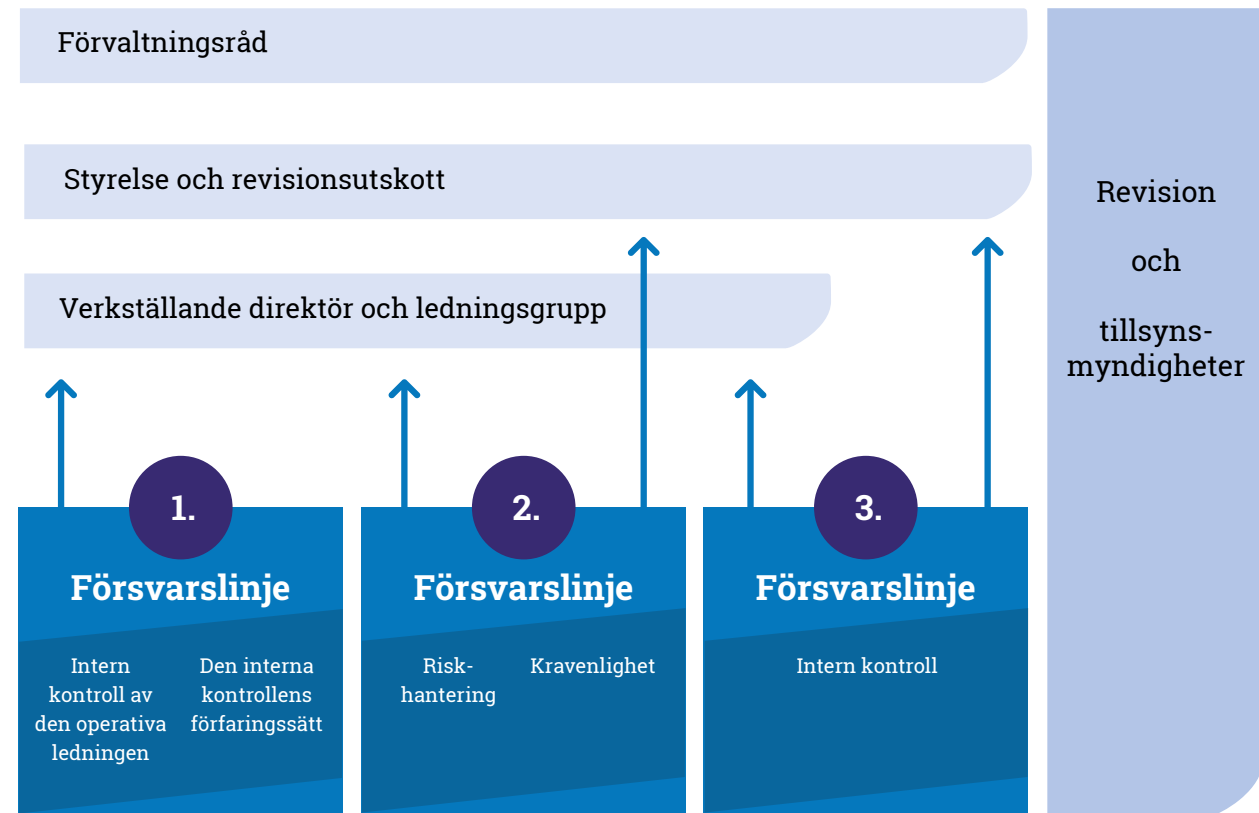 Förvaltningsråd
Styrelse och revisionsutskott
Verkställande direktör och ledningsgrupp
Revision
och
tillsyns-
myndigheter
1.
Försvarslinje
Intern
kontroll av
den operativa
ledningen
Den interna
kontrollens
förfaringssätt
2.
Försvarslinje
Risk-
hantering
Kravenlighet
3.
Försvarslinje
Intern kontroll